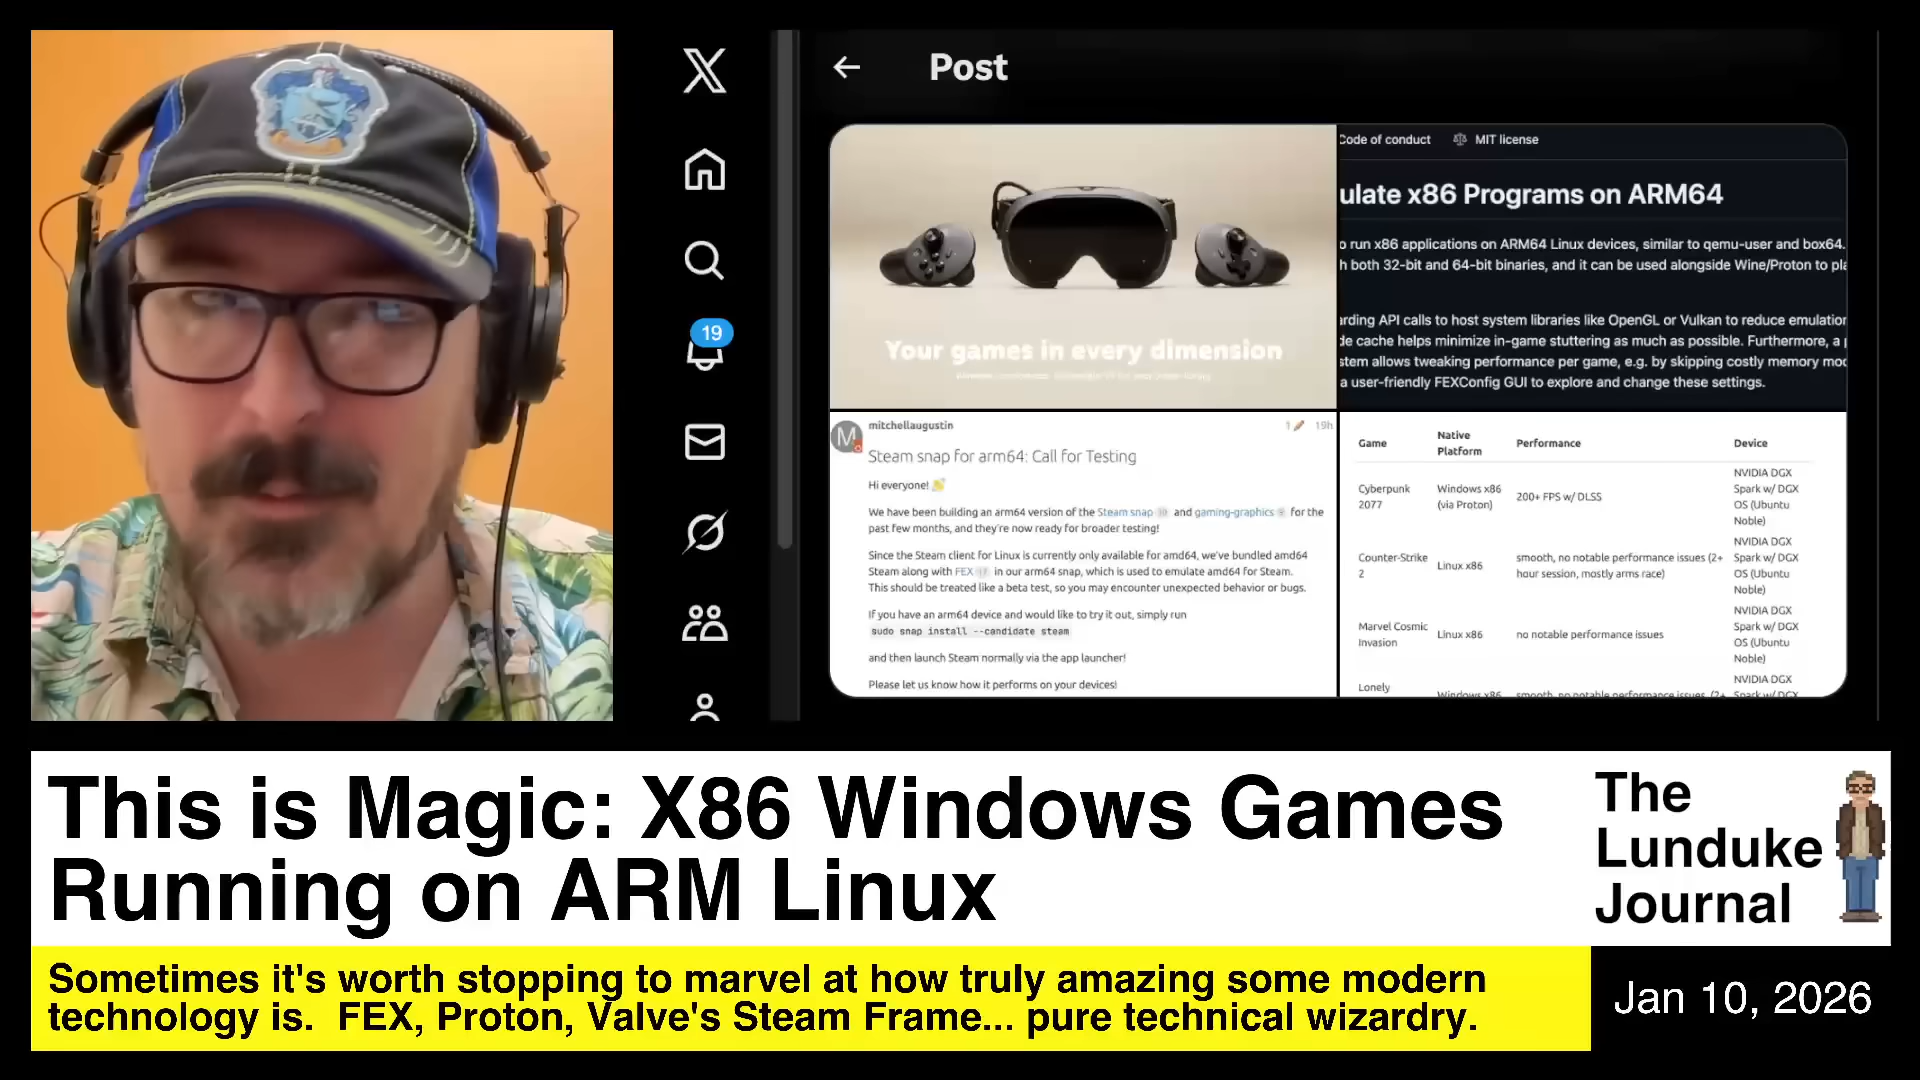 Post
19
Your games in every dimension
Code of conduct MIT license
ulate x86 Programs on ARM64
o run x86 applications on ARM64 Linux devices, similar to qemu-user and box64.
h both 32-bit and 64-bit binaries, and it can be used alongside Wine/Proton to pla
rding API calls to host system libraries like OpenGL or Vulkan to reduce emulation
de cache helps minimize in-game stuttering as much as possible. Furthermore, a
stem allows tweaking performance per game, e.g. by skipping costly memory mod
a user-friendly FEXConfig GUI to explore and change these settings.
M
mitchellaugustin
1 19h
Steam snap for arm64: Call for Testing
Hi everyone!
We have been building an arm64 version of the Steam snap and gaming-graphics for the
past few months, and they're now ready for broader testing!
Since the Steam client for Linux is currently only available for amd64, we've bundled amd64
Steam along with FEX in our arm64 snap, which is used to emulate amd64 for Steam.
This should be treated like a beta test, so you may encounter unexpected behavior or bugs.
If you have an arm64 device and would like to try it out, simply run
sudo snap install --candidate steam
and then launch Steam normally via the app launcher!
Please let us know how it performs on your devices!
Game
Native
Platform
Performance
Device
Cyberpunk
2077
Windows x86
(via Proton)
200+ FPS w/ DLSS
NVIDIA DGX
Spark w/ DGX
OS (Ubuntu
Noble)
Counter-Strike
2
Linux x86
smooth, no notable performance issues (2+
hour session, mostly arms race)
NVIDIA DGX
Spark w/ DGX
OS (Ubuntu
Noble)
Marvel Cosmic
Invasion
Linux x86
no notable performance issues
NVIDIA DGX
Spark w/ DGX
OS (Ubuntu
Noble)
Lonely
Windows x86
smooth, no notable performance issues (2+
NVIDIA DGX
Spark w/ DGX
This is Magic: X86 Windows Games
Running on ARM Linux
The
Lunduke
Journal
Sometimes it's worth stopping to marvel at how truly amazing some modern
technology is. FEX, Proton, Valve's Steam Frame... pure technical wizardry.
Jan 10, 2026